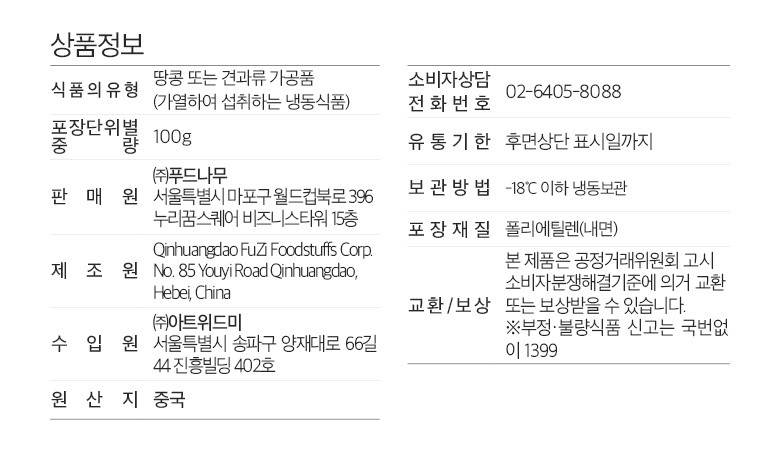 상품정보
식품의유형
땅콩 또는 견과류 가공품
(가열하여 섭취하는 냉동식품)
포장단위별
중 량
100g
판 매 원
㈜푸드나무
서울특별시 마포구 월드컵북로 396
누리꿈스퀘어 비즈니스타워 15층
제 조 원
Qinhuangdao FuZi Foodstuffs Corp.
No. 85 Youyi Road Qinhuangdao,
Hebei, China
수 입 원
㈜아트위드미
서울특별시 송파구 양재대로 66길
44 진흥빌딩 402호
원 산 지
중국
소비자상담
전 화 번 호
02-6405-8088
유 통 기 한
후면상단 표시일까지
보 관 방 법
-18℃ 이하 냉동보관
포 장 재 질
폴리에틸렌(내면)
교환/보상
본 제품은 공정거래위원회 고시
소비자분쟁해결기준에 의거 교환
또는 보상받을 수 있습니다.
※부정·불량식품 신고는 국번없
이 1399